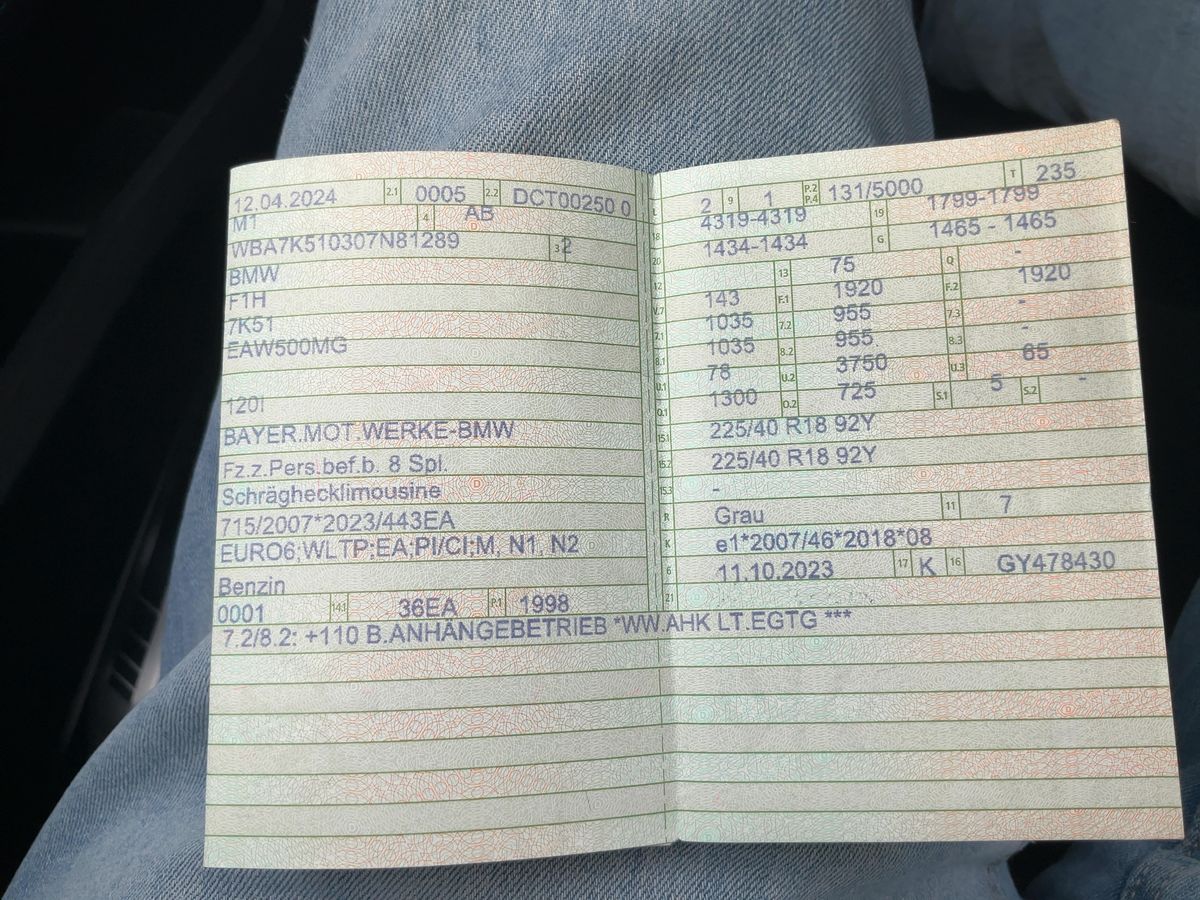 12.04.2024 2.1 0005 2.2 DCT00250 0
M1 4 AB
WBA7K510307N81289 3 2
BMW
F1H
7K51
EAW500MG
120i
BAYER.MOT.WERKE-BMW
Fz.z.Pers.bef.b. 8 Spl.
Schräghecklimousine
715/2007*2023/443EA
EURO6;WLTP;EA;PI/CI;M, N1, N2
Benzin
0001 14.1 36EA P.1 1998
7.2/8.2: +110 B.ANHÄNGEBETRIEB *WW.AHK LT.EGTG ***
L 2 9 1 P.2 P.4 131/5000 T 235
18 4319-4319 19 1799-1799
20 1434-1434 G 1465 - 1465
12 13 75 Q -
V.7 143 F.1 1920 F.2 1920
7.1 1035 7.2 955 7.3 -
8.1 1035 8.2 955 8.3 -
U.1 78 U.2 3750 U.3 65
O.1 1300 O.2 725 S.1 5 S.2 -
15.1 225/40 R18 92Y
15.2 225/40 R18 92Y
15.3 -
R Grau 11 7
K e1*2007/46*2018*08
6 11.10.2023 17 K 16 GY478430
21